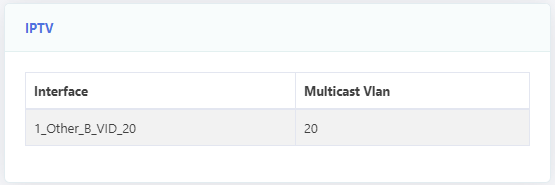 IPTV
Interface Multicast Vlan
1_Other_B_VID_20 20